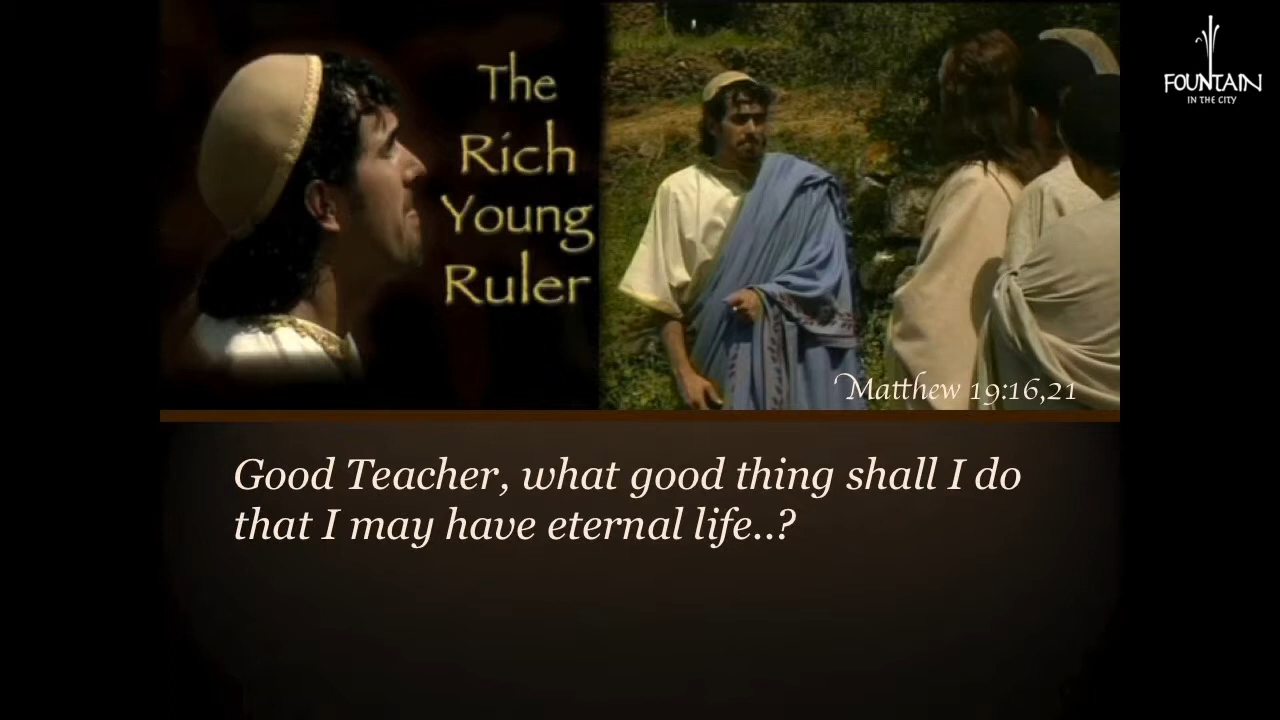 The
Rich
Young
Ruler
FOUNTAIN
IN THE CITY
Matthew 19:16,21
Good Teacher, what good thing shall I do
that I may have eternal life..?